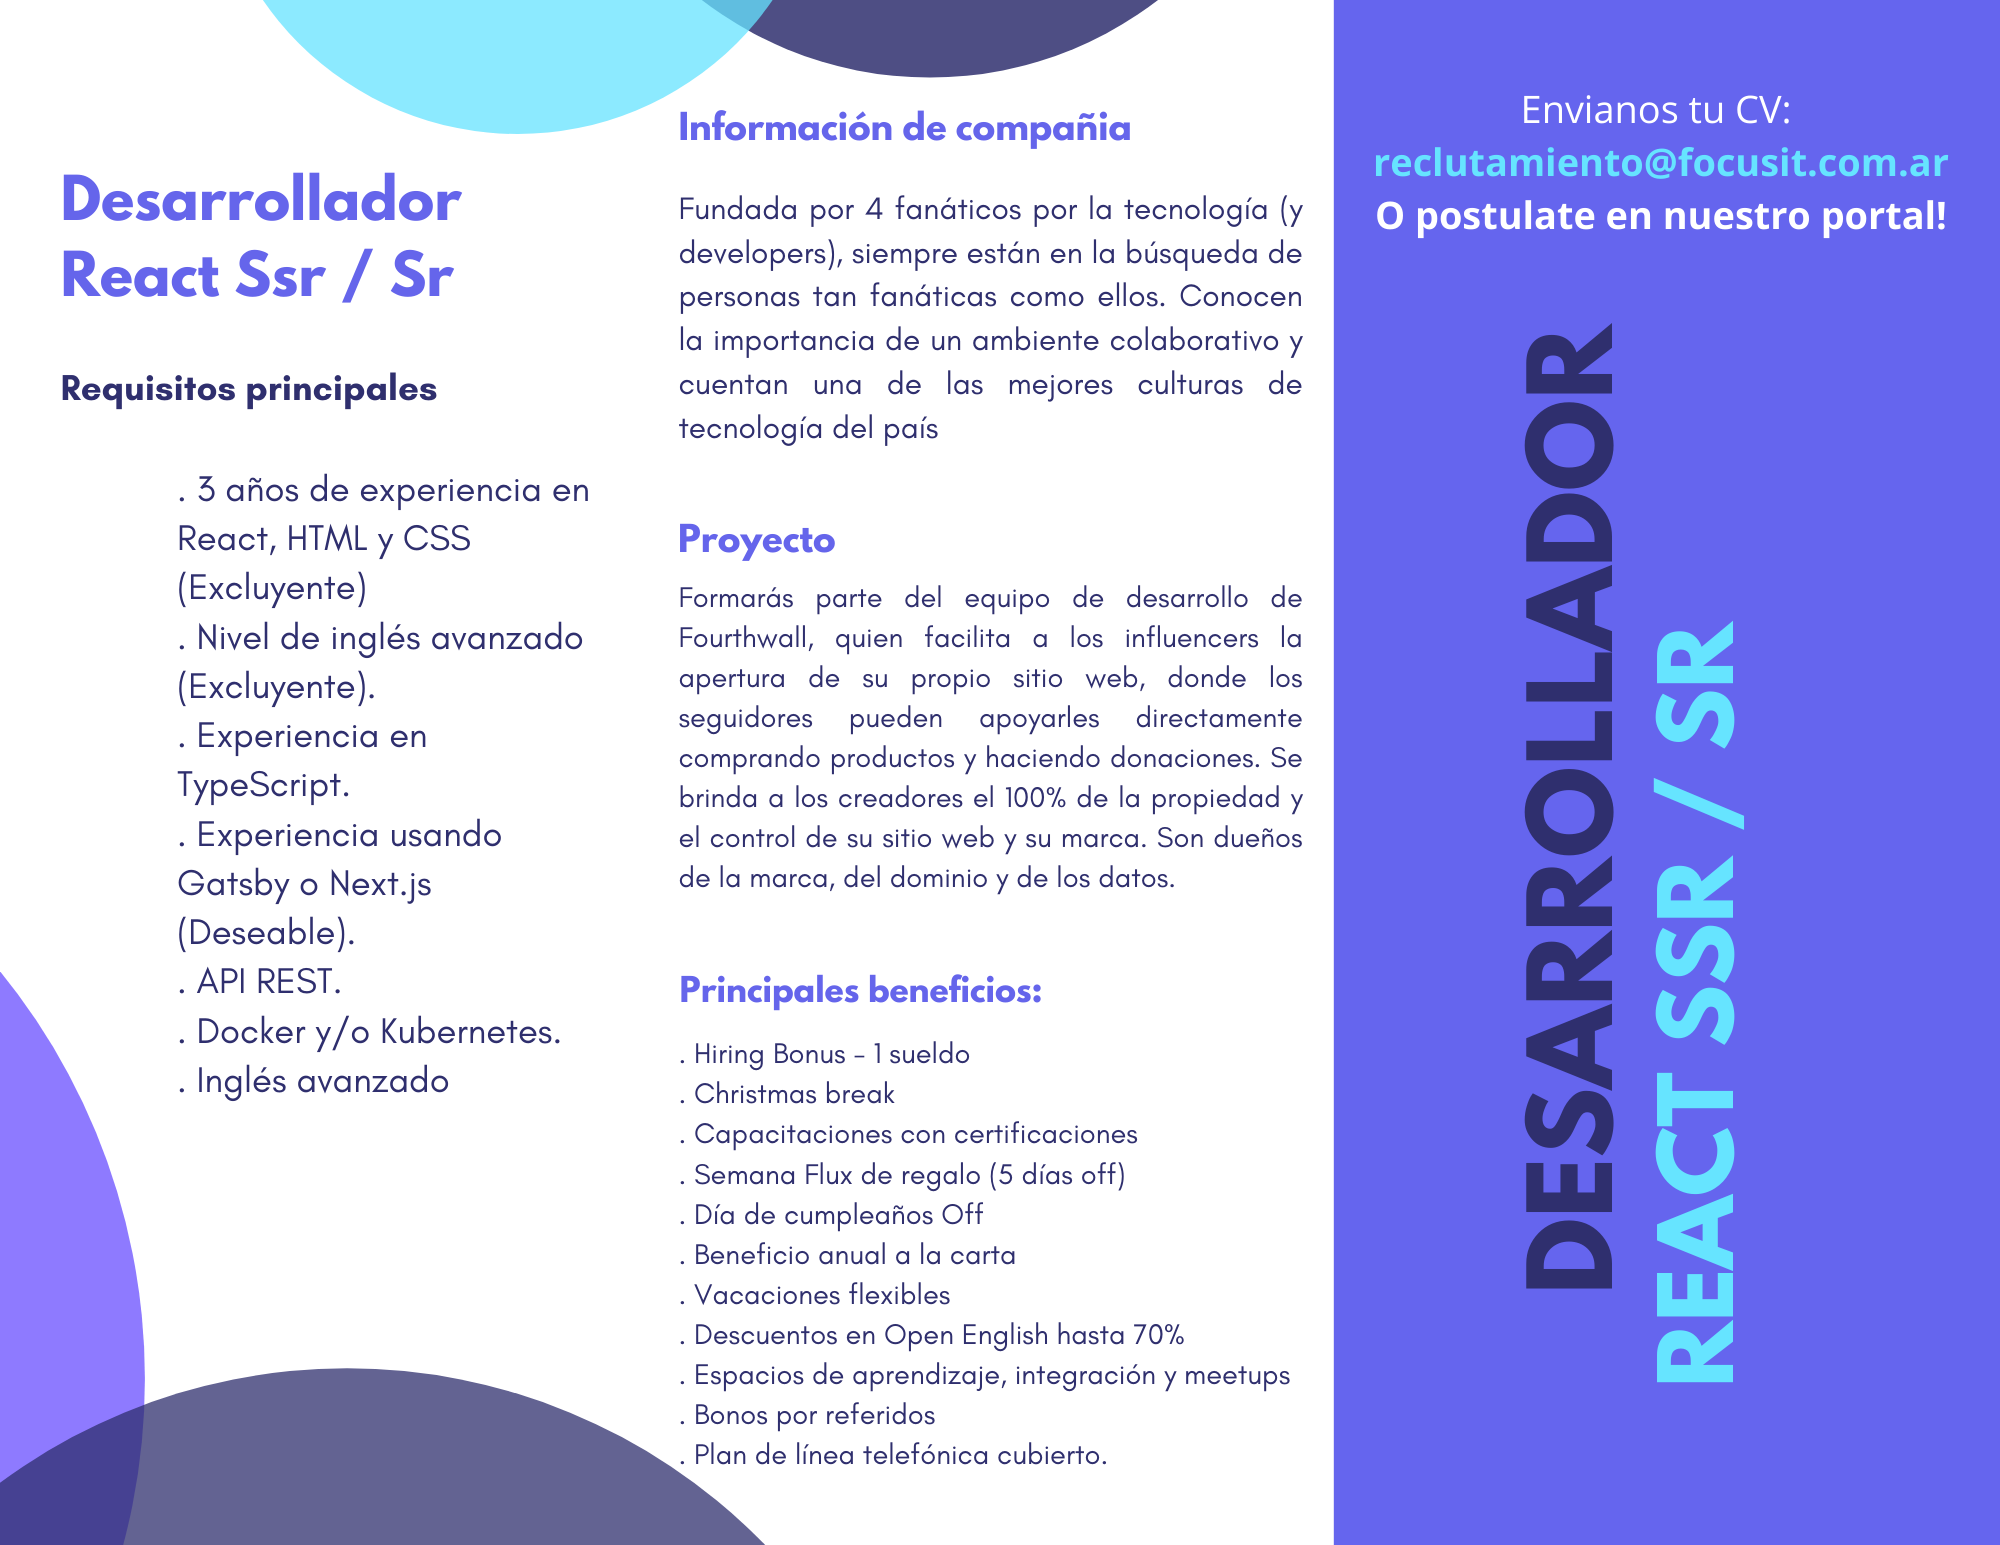 Desarrollador
React Ssr / Sr
Requisitos principales
. 3 años de experiencia en
React, HTML y CSS
(Excluyente)
. Nivel de inglés avanzado
(Excluyente).
. Experiencia en
TypeScript.
. Experiencia usando
Gatsby o Next.js
(Deseable).
. API REST.
. Docker y/o Kubernetes.
. Inglés avanzado
Información de compañia
Fundada por 4 fanáticos por la tecnología (y
developers), siempre están en la búsqueda de
personas tan fanáticas como ellos. Conocen
la importancia de un ambiente colaborativo y
cuentan una de las mejores culturas de
tecnología del país
Proyecto
Formarás parte del equipo de desarrollo de
Fourthwall, quien facilita a los influencers la
apertura de su propio sitio web, donde los
seguidores pueden apoyarles directamente
comprando productos y haciendo donaciones. Se
brinda a los creadores el 100% de la propiedad y
el control de su sitio web y su marca. Son dueños
de la marca, del dominio y de los datos.
Principales beneficios:
. Hiring Bonus - 1 sueldo
. Christmas break
. Capacitaciones con certificaciones
. Semana Flux de regalo (5 días off)
. Día de cumpleaños Off
. Beneficio anual a la carta
. Vacaciones flexibles
. Descuentos en Open English hasta 70%
. Espacios de aprendizaje, integración y meetups
. Bonos por referidos
. Plan de línea telefónica cubierto.
Envianos tu CV:
reclutamiento@focusit.com.ar
O postulate en nuestro portal!
DESARROLLADOR
REACT SSR / SR